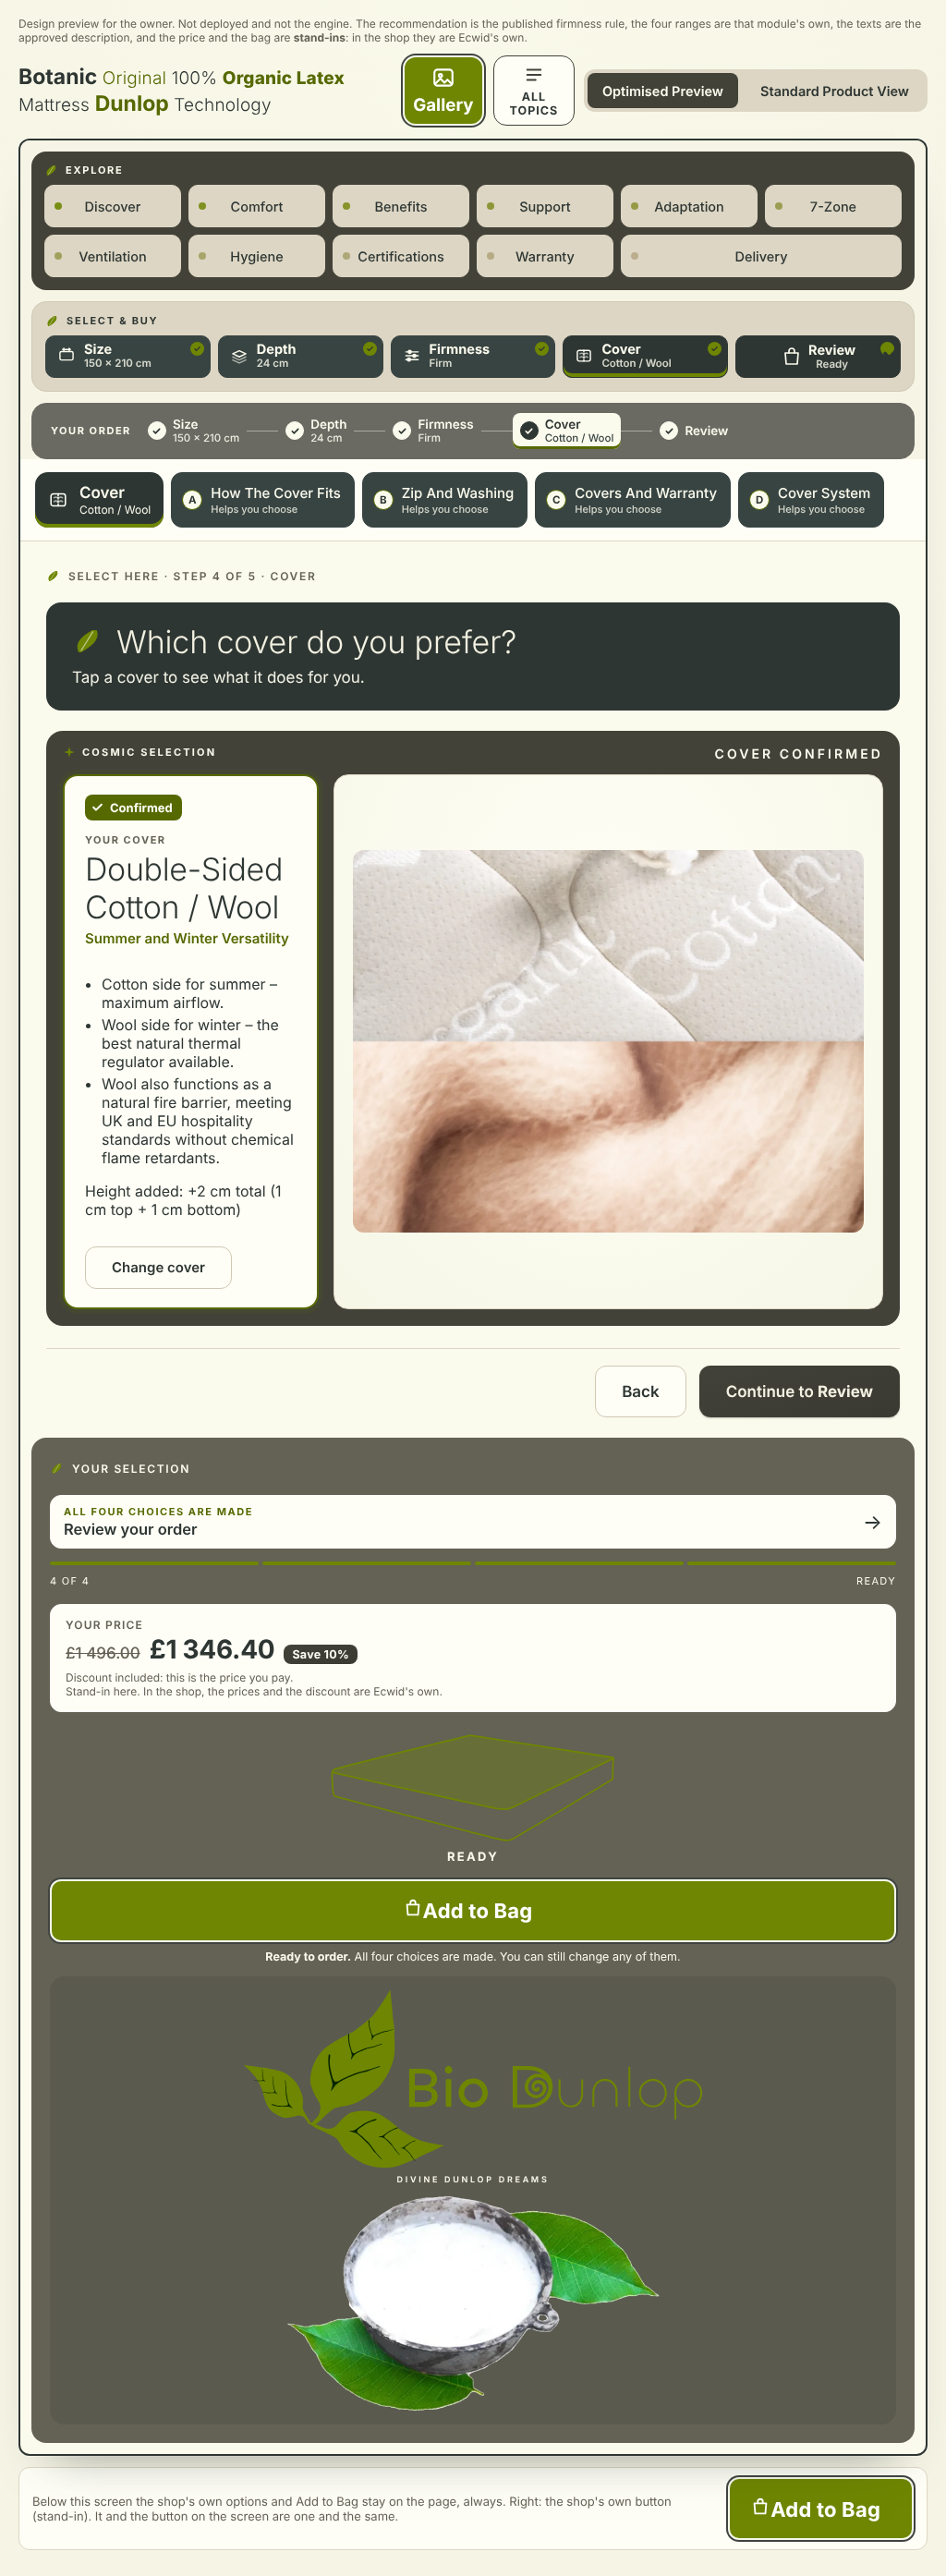 Design preview for the owner. Not deployed and not the engine. The recommendation is the published firmness rule, the four ranges are that module's own, the texts are the
approved description, and the price and the bag are stand-ins: in the shop they are Ecwid's own.
Botanic Original 100% Organic Latex
Mattress Dunlop Technology
Gallery
ALL
TOPICS
Optimised Preview
Standard Product View
EXPLORE
Discover
Comfort
Benefits
Support
Adaptation
7-Zone
Ventilation
Hygiene
Certifications
Warranty
Delivery
SELECT & BUY
Size
150 × 210 cm
Depth
24 cm
Firmness
Firm
Cover
Cotton / Wool
Review
Ready
YOUR ORDER
Size
150 × 210 cm
Depth
24 cm
Firmness
Firm
Cover
Cotton / Wool
Review
Cover
Cotton / Wool
A
How The Cover Fits
Helps you choose
B
Zip And Washing
Helps you choose
C
Covers And Warranty
Helps you choose
D
Cover System
Helps you choose
SELECT HERE · STEP 4 OF 5 · COVER
Which cover do you prefer?
Tap a cover to see what it does for you.
COSMIC SELECTION
COVER CONFIRMED
Confirmed
YOUR COVER
Double-Sided
Cotton / Wool
Summer and Winter Versatility
• Cotton side for summer –
maximum airflow.
• Wool side for winter – the
best natural thermal
regulator available.
• Wool also functions as a
natural fire barrier, meeting
UK and EU hospitality
standards without chemical
flame retardants.
Height added: +2 cm total (1
cm top + 1 cm bottom)
Change cover
Cotton
Back
Continue to Review
YOUR SELECTION
ALL FOUR CHOICES ARE MADE
Review your order
4 OF 4
READY
YOUR PRICE
£1 496.00 £1 346.40 Save 10%
Discount included: this is the price you pay.
Stand-in here. In the shop, the prices and the discount are Ecwid's own.
READY
Add to Bag
Ready to order. All four choices are made. You can still change any of them.
Bio Dunlop
DIVINE DUNLOP DREAMS
Below this screen the shop's own options and Add to Bag stay on the page, always. Right: the shop's own button
(stand-in). It and the button on the screen are one and the same.
Add to Bag